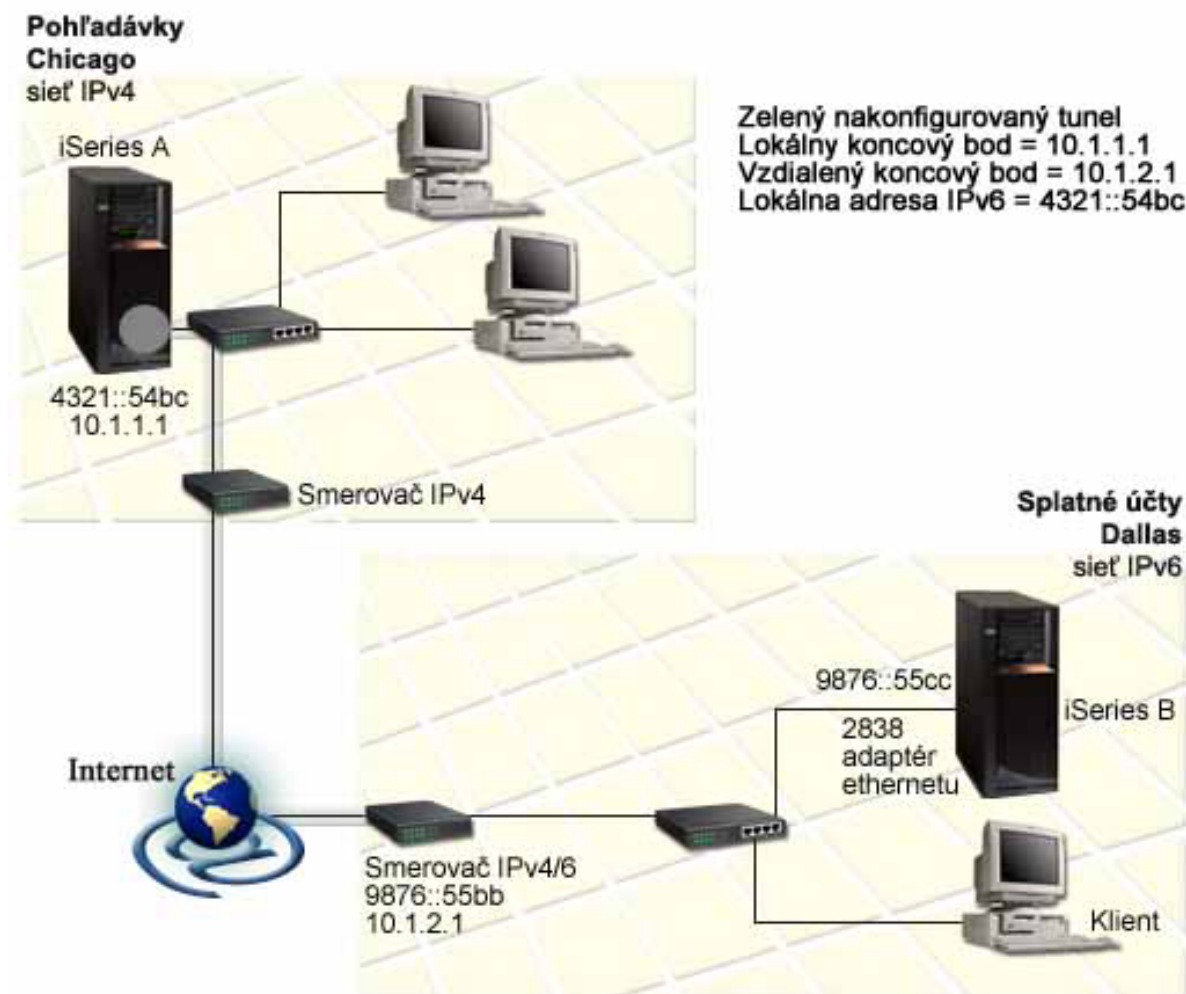 Pohľadávky
Chicago
sieť IPv4
iSeries A
4321::54bc
10.1.1.1
Zelený nakonfigurovaný tunel
Lokálny koncový bod = 10.1.1.1
Vzdialený koncový bod = 10.1.2.1
Lokálna adresa IPv6 = 4321::54bc
Smerovač IPv4
Splatné účty
Dallas
sieť IPv6
9876::55cc
iSeries B
2838
adaptér
ethernetu
Internet
Smerovač IPv4/6
9876::55bb
10.1.2.1
Klient